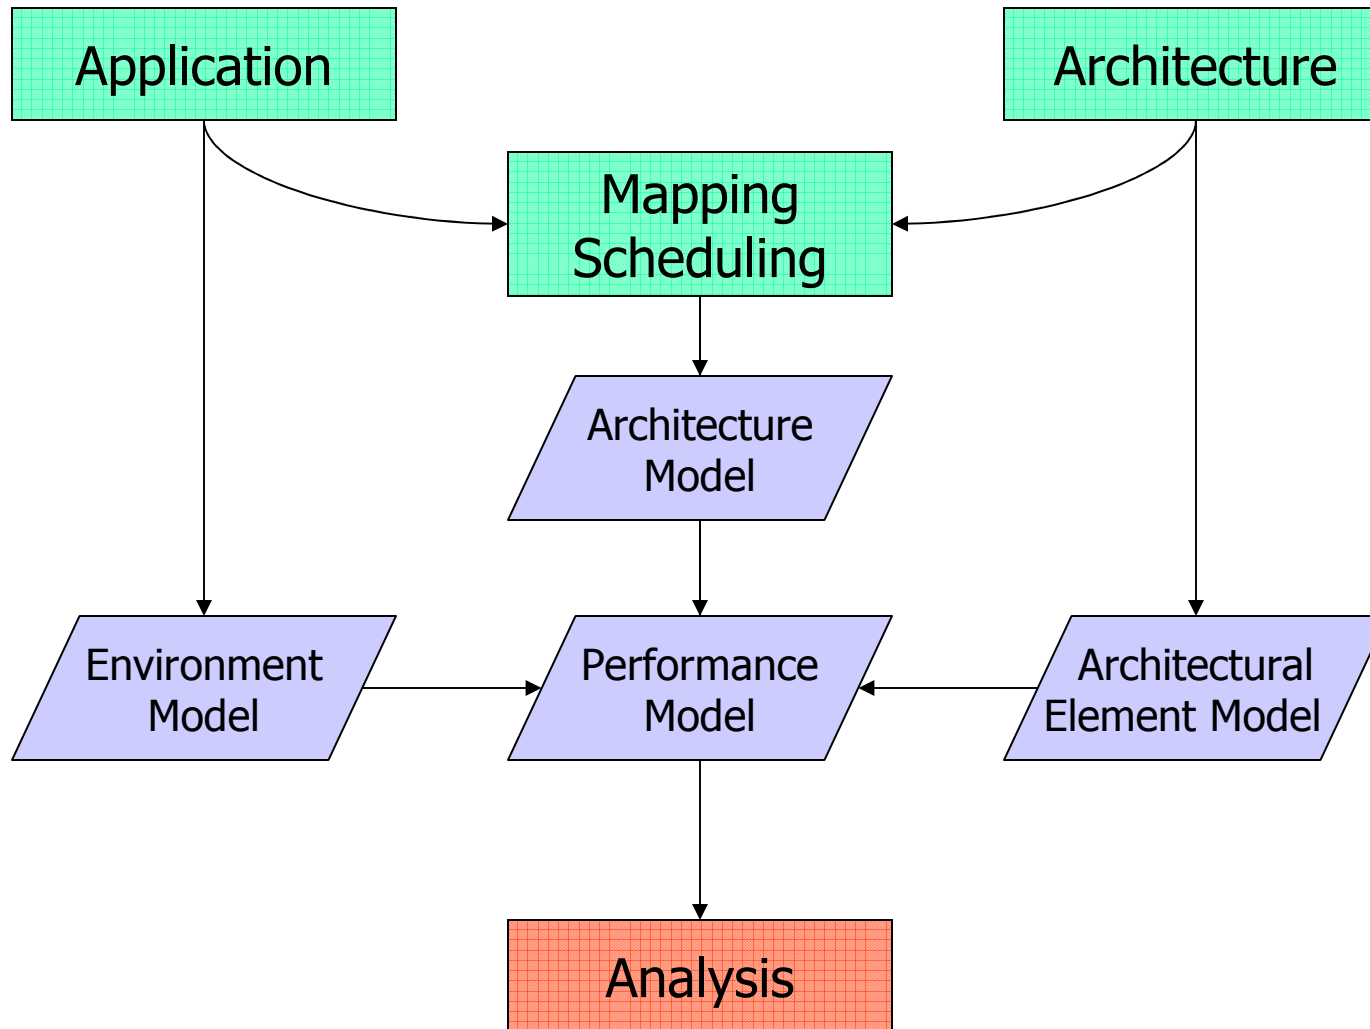 Application
Architecture
Mapping
Scheduling
Architecture
Model
Environment
Model
Performance
Model
Architectural
Element Model
Analysis